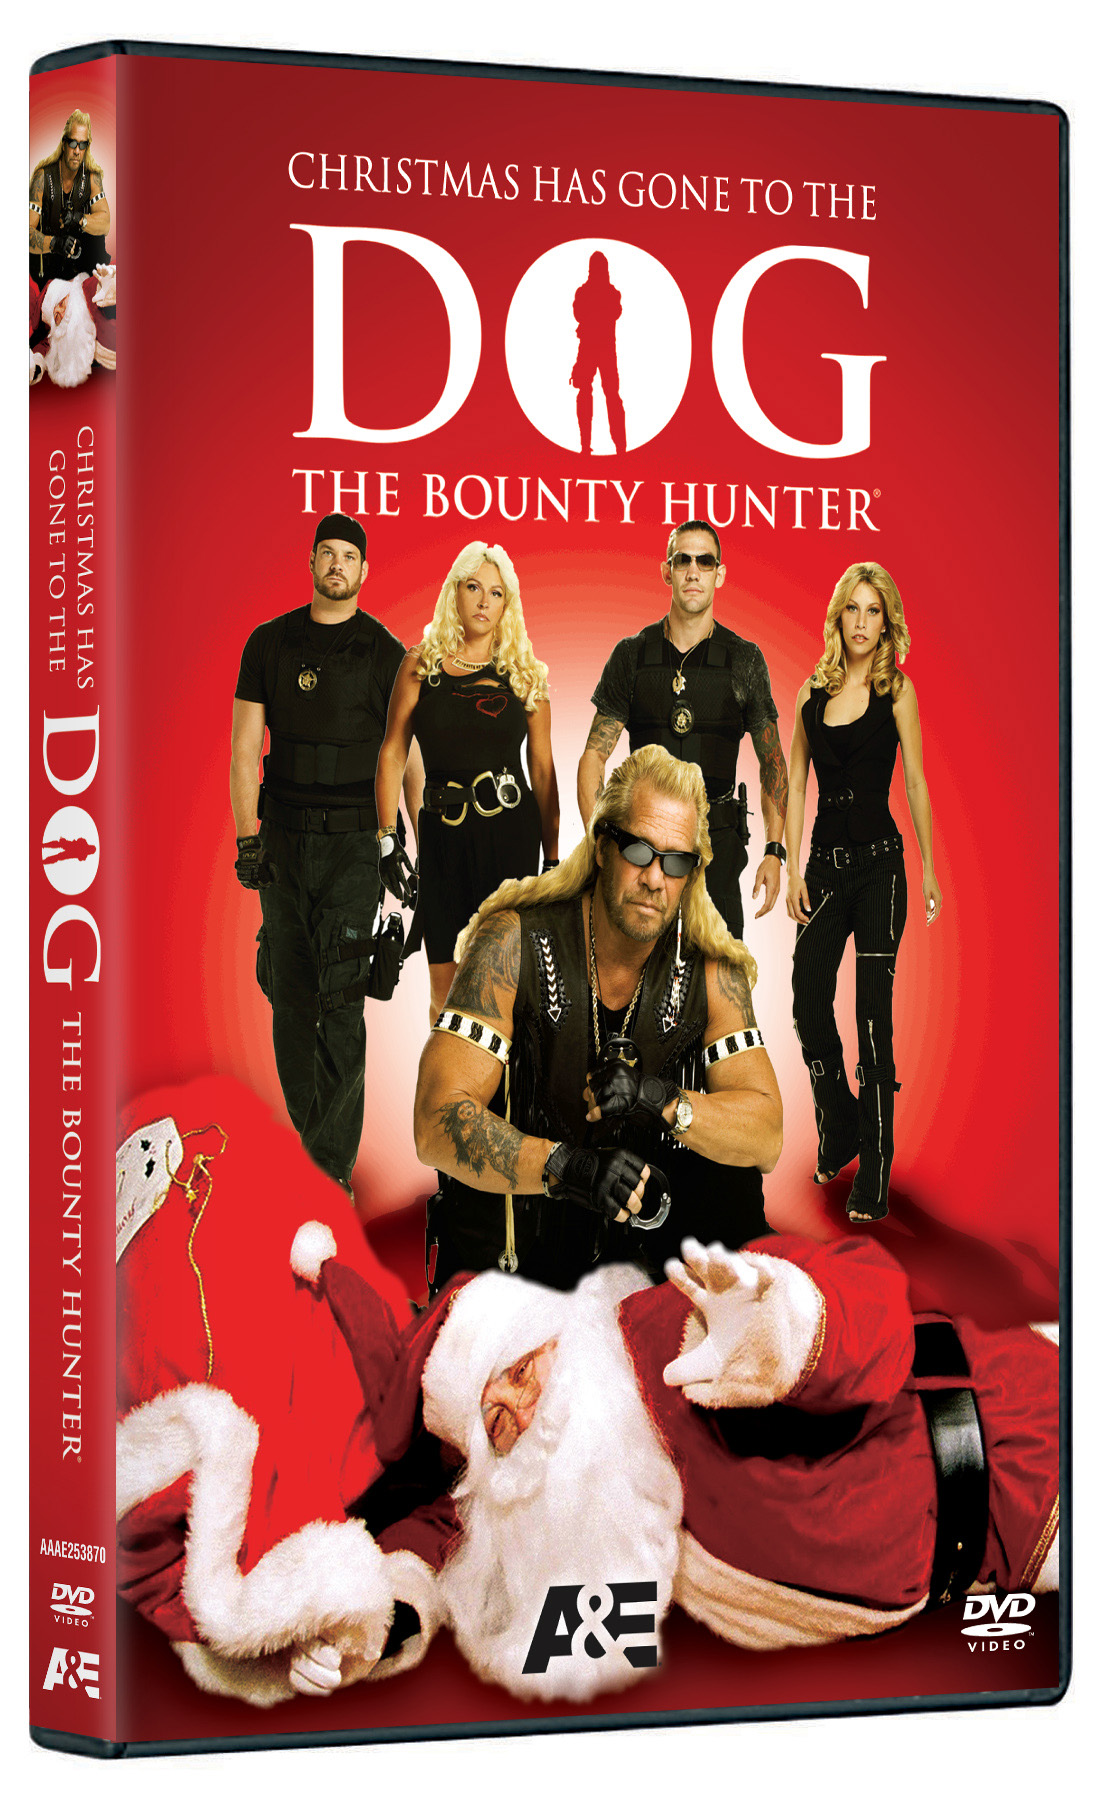 CHRISTMAS HAS GONE TO THE
DOG
THE BOUNTY HUNTER®
A&E
DVD
VIDEO
CHRISTMAS HAS
GONE TO THE
DOG
THE BOUNTY HUNTER®
AAAE253870
DVD
VIDEO
A&E